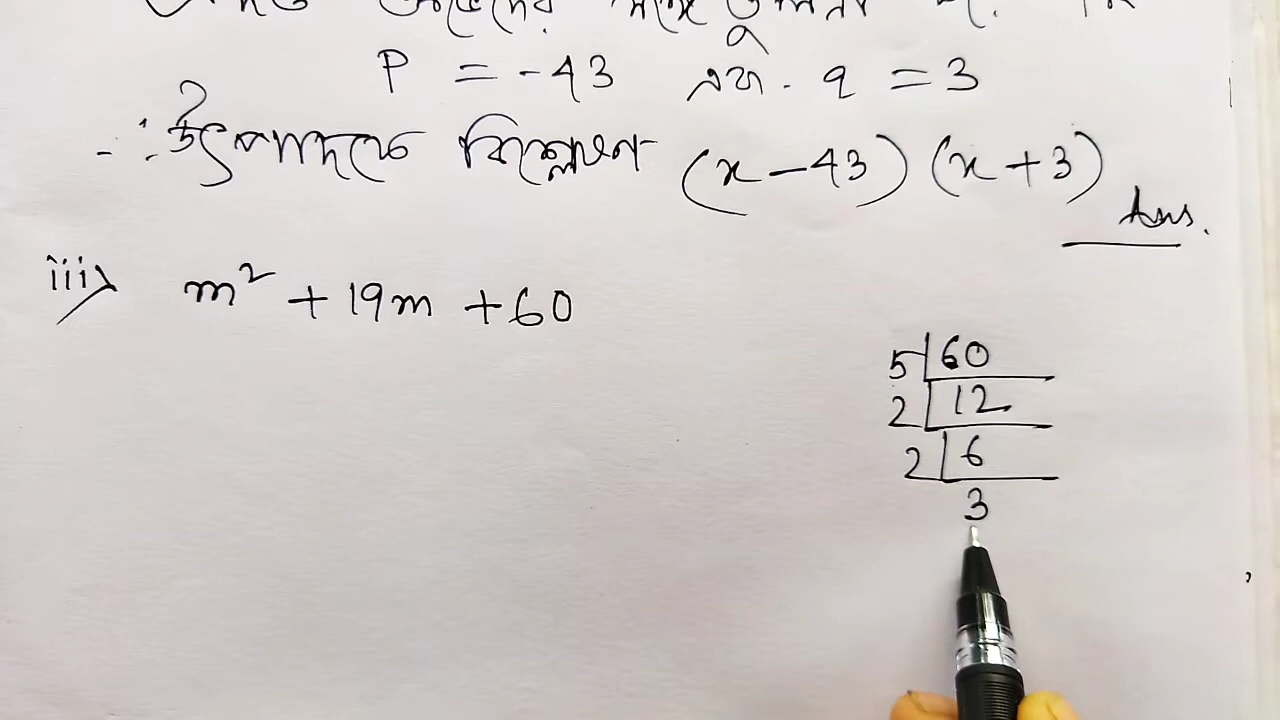 P = -43 এবং q = 3
∴ উৎপাদকে বিশ্লেষণ (x-43)(x+3) Ans.
iii) m² + 19m + 60
5 | 60
2 | 12
2 | 6
3